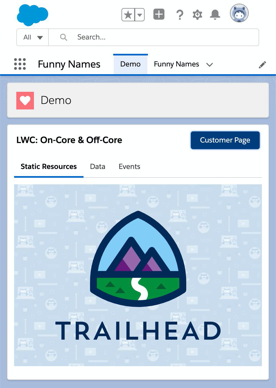 All
Search...
Funny Names
Demo
Funny Names
Demo
LWC: On-Core & Off-Core
Customer Page
Static Resources
Data
Events
TRAILHEAD